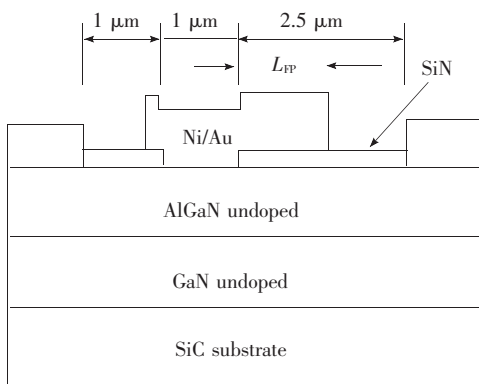 1 μm 1 μm 2.5 μm
L_FP
SiN
Ni/Au
AlGaN undoped
GaN undoped
SiC substrate